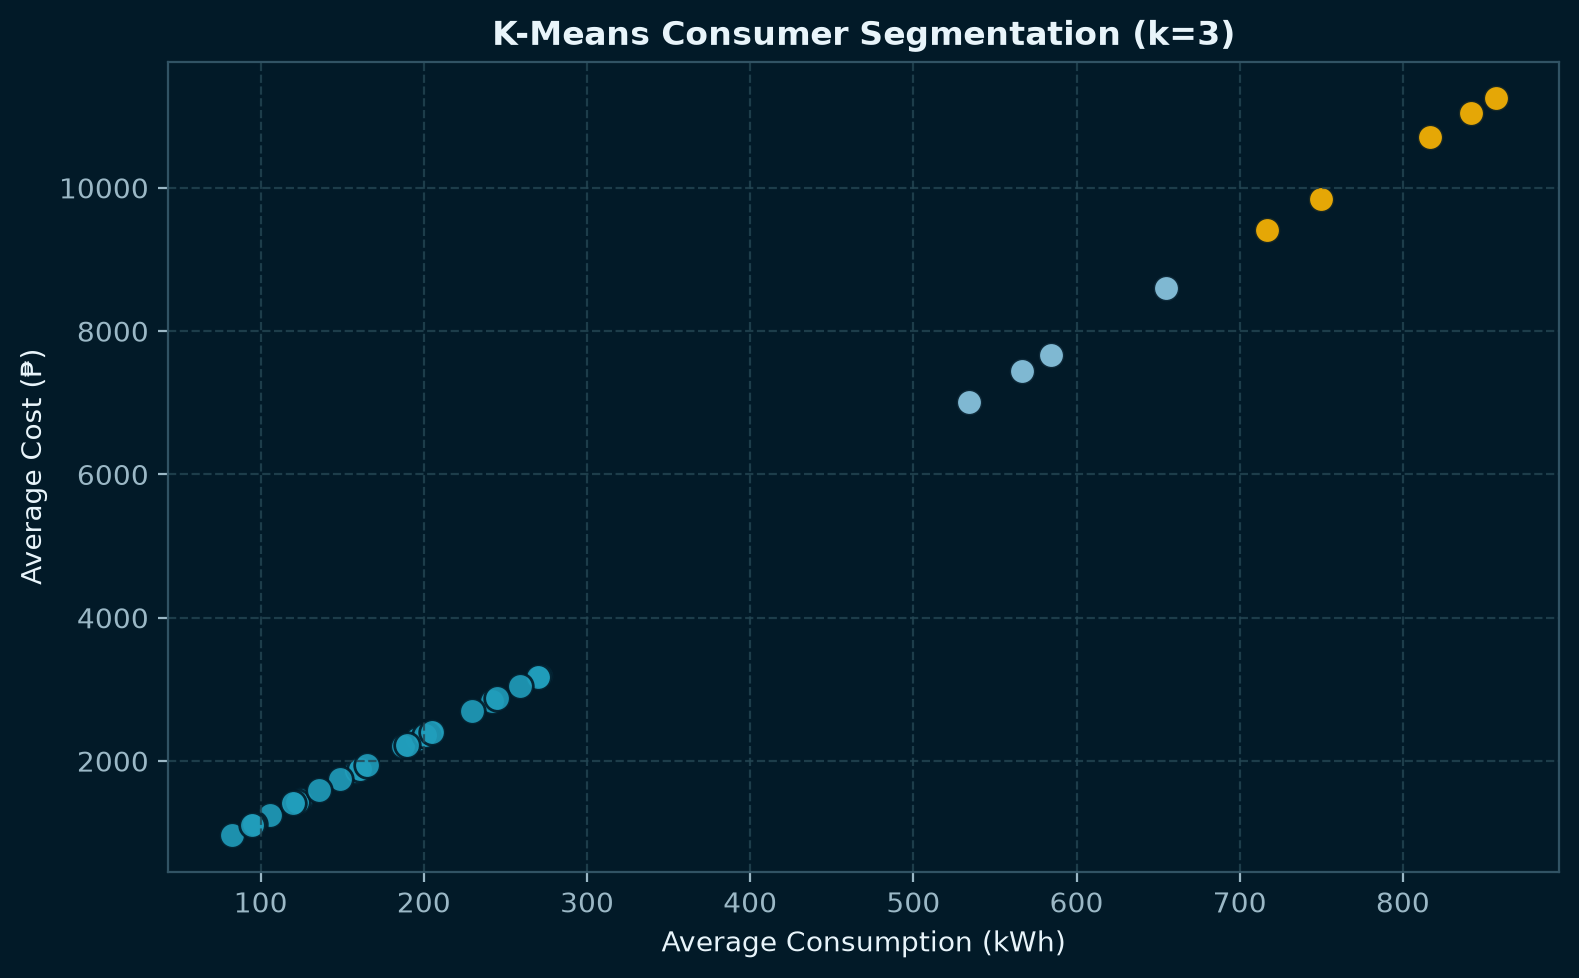 K-Means Consumer Segmentation (k=3)
Average Cost (₱)
10000
8000
6000
4000
2000
100 200 300 400 500 600 700 800
Average Consumption (kWh)